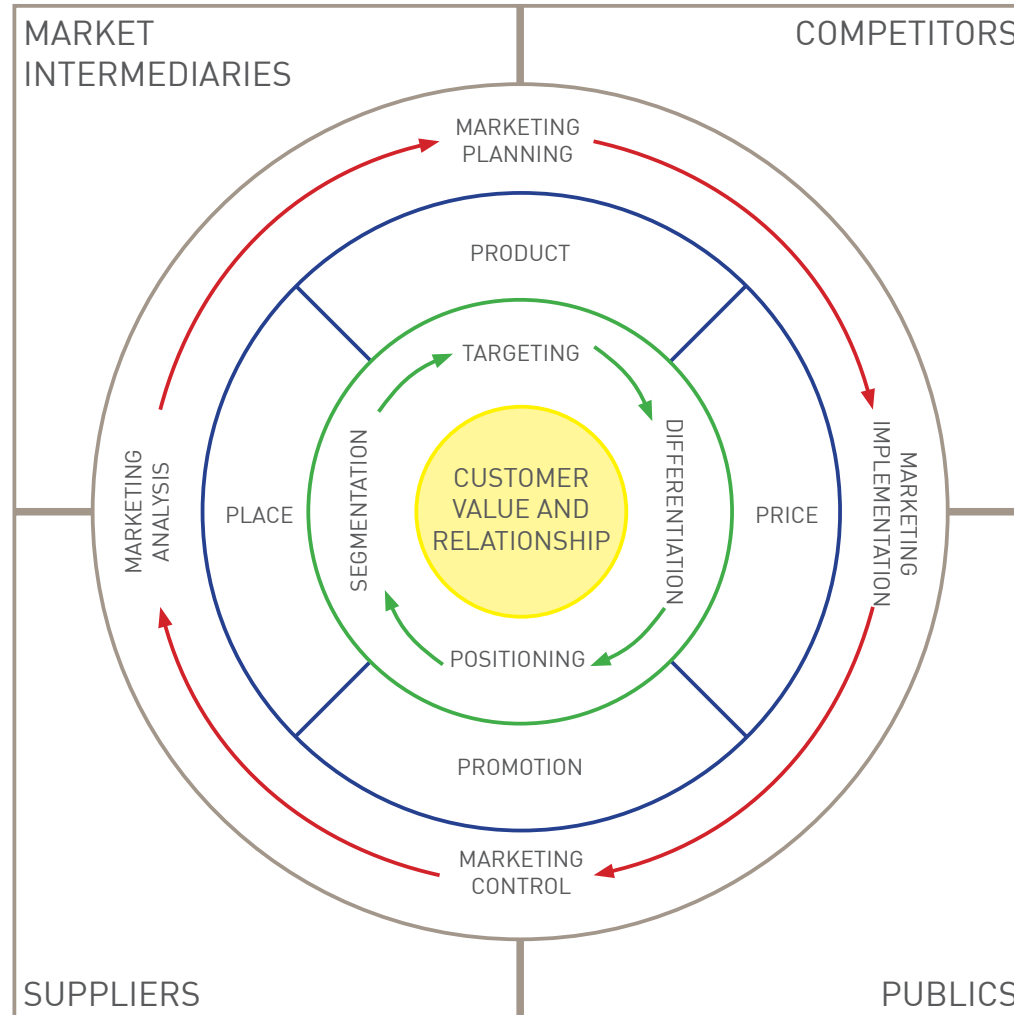 MARKET
INTERMEDIARIES
COMPETITORS
MARKETING
PLANNING
PRODUCT
TARGETING
MARKETING
ANALYSIS
PLACE
SEGMENTATION
CUSTOMER
VALUE AND
RELATIONSHIP
DIFFERENTIATION
PRICE
MARKETING
IMPLEMENTATION
POSITIONING
PROMOTION
MARKETING
CONTROL
SUPPLIERS
PUBLICS